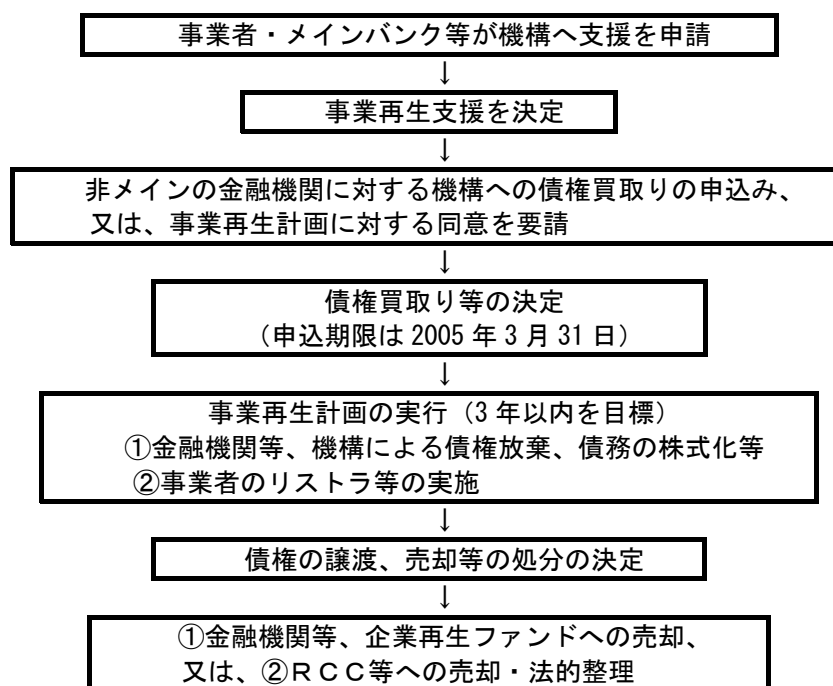 事業者・メインバンク等が機構へ支援を申請
↓
事業再生支援を決定
↓
非メインの金融機関に対する機構への債権買取りの申込み、
又は、事業再生計画に対する同意を要請
↓
債権買取り等の決定
（申込期限は 2005 年 3 月 31 日）
↓
事業再生計画の実行（3 年以内を目標）
①金融機関等、機構による債権放棄、債務の株式化等
②事業者のリストラ等の実施
↓
債権の譲渡、売却等の処分の決定
↓
①金融機関等、企業再生ファンドへの売却、
又は、②ＲＣＣ等への売却・法的整理